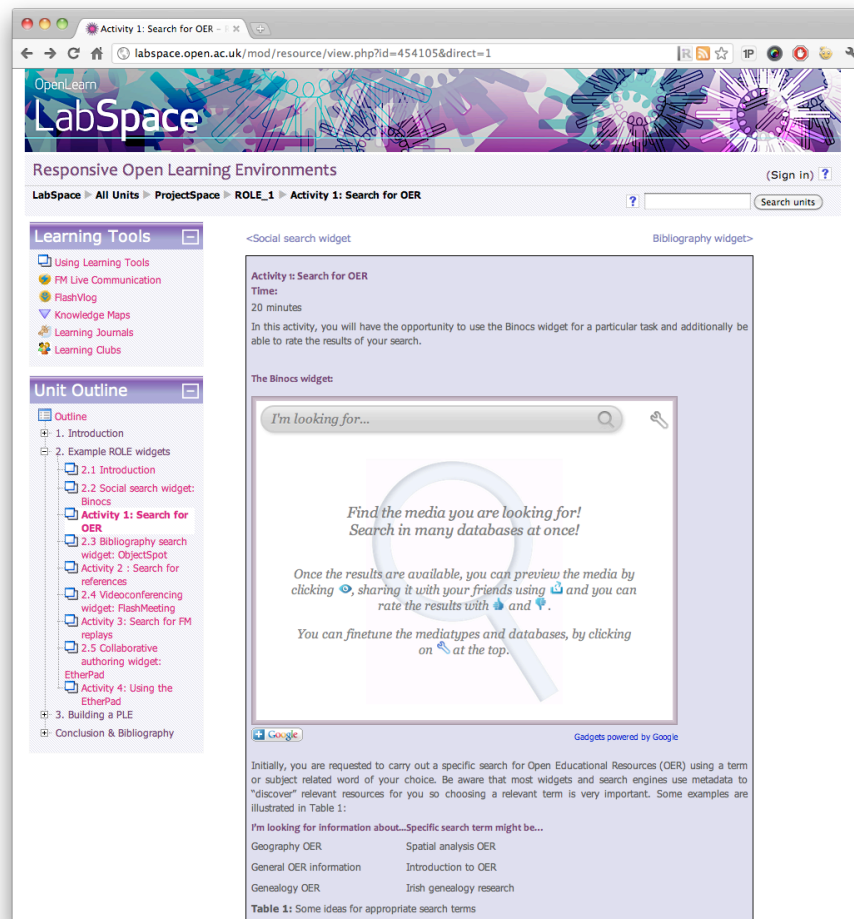 Activity 1: Search for OER –
labspace.open.ac.uk/mod/resource/view.php?id=454105&direct=1
OpenLearn
LabSpace
Responsive Open Learning Environments
(Sign in) ?
LabSpace ▶ All Units ▶ ProjectSpace ▶ ROLE_1 ▶ Activity 1: Search for OER
? Search units
Learning Tools
Using Learning Tools
FM Live Communication
FlashVlog
Knowledge Maps
Learning Journals
Learning Clubs
Unit Outline
Outline
1. Introduction
2. Example ROLE widgets
2.1 Introduction
2.2 Social search widget:
Binocs
Activity 1: Search for
OER
2.3 Bibliography search
widget: ObjectSpot
Activity 2 : Search for
references
2.4 Videoconferencing
widget: FlashMeeting
Activity 3: Search for FM
replays
2.5 Collaborative
authoring widget:
EtherPad
Activity 4: Using the
EtherPad
3. Building a PLE
Conclusion & Bibliography
<Social search widget Bibliography widget>
Activity 1: Search for OER
Time:
20 minutes
In this activity, you will have the opportunity to use the Binocs widget for a particular task and additionally be
able to rate the results of your search.
The Binocs widget:
I'm looking for...
Find the media you are looking for!
Search in many databases at once!
Once the results are available, you can preview the media by
clicking , sharing it with your friends using and you can
rate the results with and .
You can finetune the mediatypes and databases, by clicking
on at the top.
Google
Gadgets powered by Google
Initially, you are requested to carry out a specific search for Open Educational Resources (OER) using a term
or subject related word of your choice. Be aware that most widgets and search engines use metadata to
“discover” relevant resources for you so choosing a relevant term is very important. Some examples are
illustrated in Table 1:
I'm looking for information about...Specific search term might be...
Geography OER Spatial analysis OER
General OER information Introduction to OER
Genealogy OER Irish genealogy research
Table 1: Some ideas for appropriate search terms